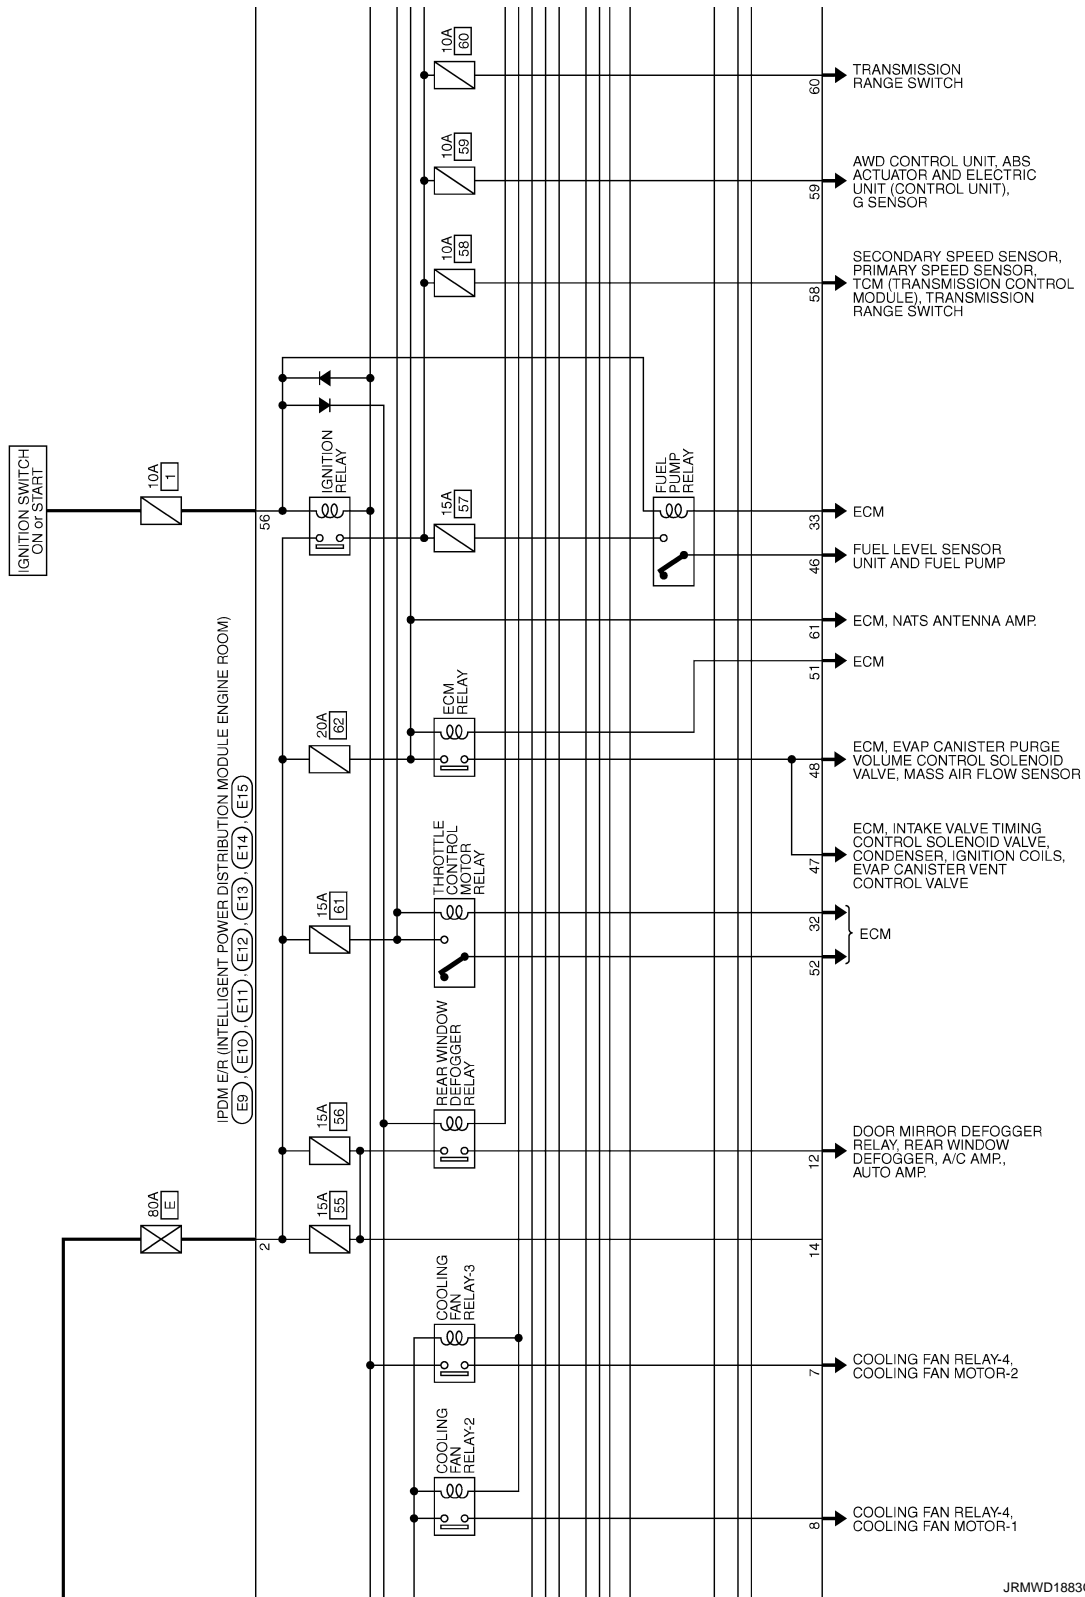 10A
60
60
TRANSMISSION
RANGE SWITCH
10A
59
59
AWD CONTROL UNIT, ABS
ACTUATOR AND ELECTRIC
UNIT (CONTROL UNIT),
G SENSOR
10A
58
58
SECONDARY SPEED SENSOR,
PRIMARY SPEED SENSOR,
TCM (TRANSMISSION CONTROL
MODULE), TRANSMISSION
RANGE SWITCH
IGNITION SWITCH
ON or START
10A
1
56
IGNITION
RELAY
15A
57
FUEL
PUMP
RELAY
33
ECM
46
FUEL LEVEL SENSOR
UNIT AND FUEL PUMP
61
ECM, NATS ANTENNA AMP.
51
ECM
IPDM E/R (INTELLIGENT POWER DISTRIBUTION MODULE ENGINE ROOM)
E9 , E10 , E11 , E12 , E13 , E14 , E15
20A
62
ECM
RELAY
48
ECM, EVAP CANISTER PURGE
VOLUME CONTROL SOLENOID
VALVE, MASS AIR FLOW SENSOR
47
ECM, INTAKE VALVE TIMING
CONTROL SOLENOID VALVE,
CONDENSER, IGNITION COILS,
EVAP CANISTER VENT
CONTROL VALVE
15A
61
THROTTLE
CONTROL
MOTOR
RELAY
32
52
ECM
15A
56
REAR WINDOW
DEFOGGER
RELAY
12
DOOR MIRROR DEFOGGER
RELAY, REAR WINDOW
DEFOGGER, A/C AMP.,
AUTO AMP.
80A
E
2
15A
55
14
COOLING
FAN
RELAY-3
7
COOLING FAN RELAY-4,
COOLING FAN MOTOR-2
COOLING
FAN
RELAY-2
8
COOLING FAN RELAY-4,
COOLING FAN MOTOR-1